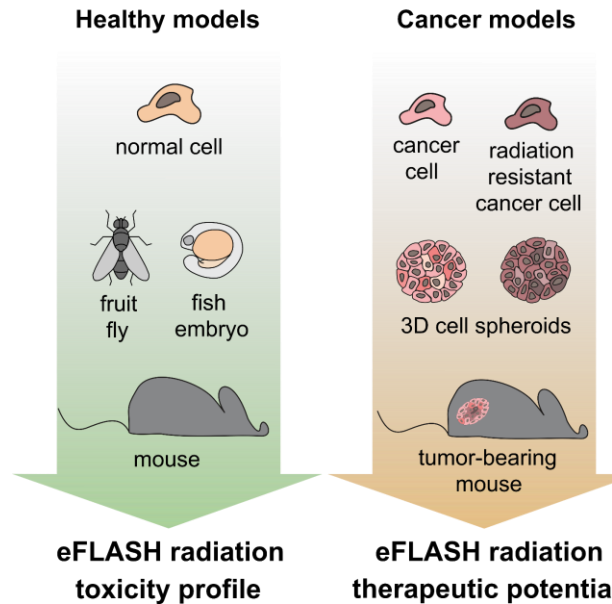 Healthy models
Cancer models
normal cell
cancer
cell
radiation
resistant
cancer cell
fruit
fly
fish
embryo
3D cell spheroids
mouse
tumor-bearing
mouse
eFLASH radiation
toxicity profile
eFLASH radiation
therapeutic potentia